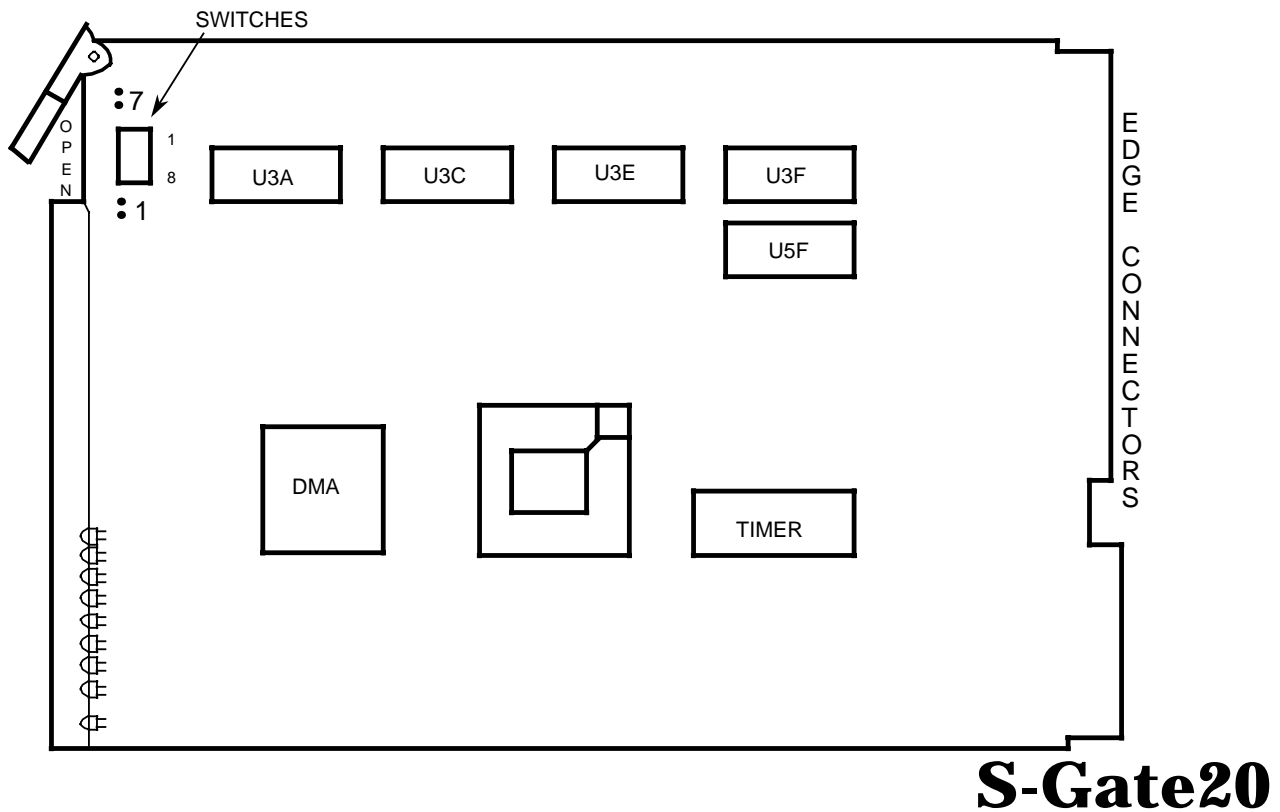 SWITCHES
7
OPEN
1
8
1
U3A
U3C
U3E
U3F
U5F
EDGE CONNECTORS
DMA
TIMER
S-Gate20